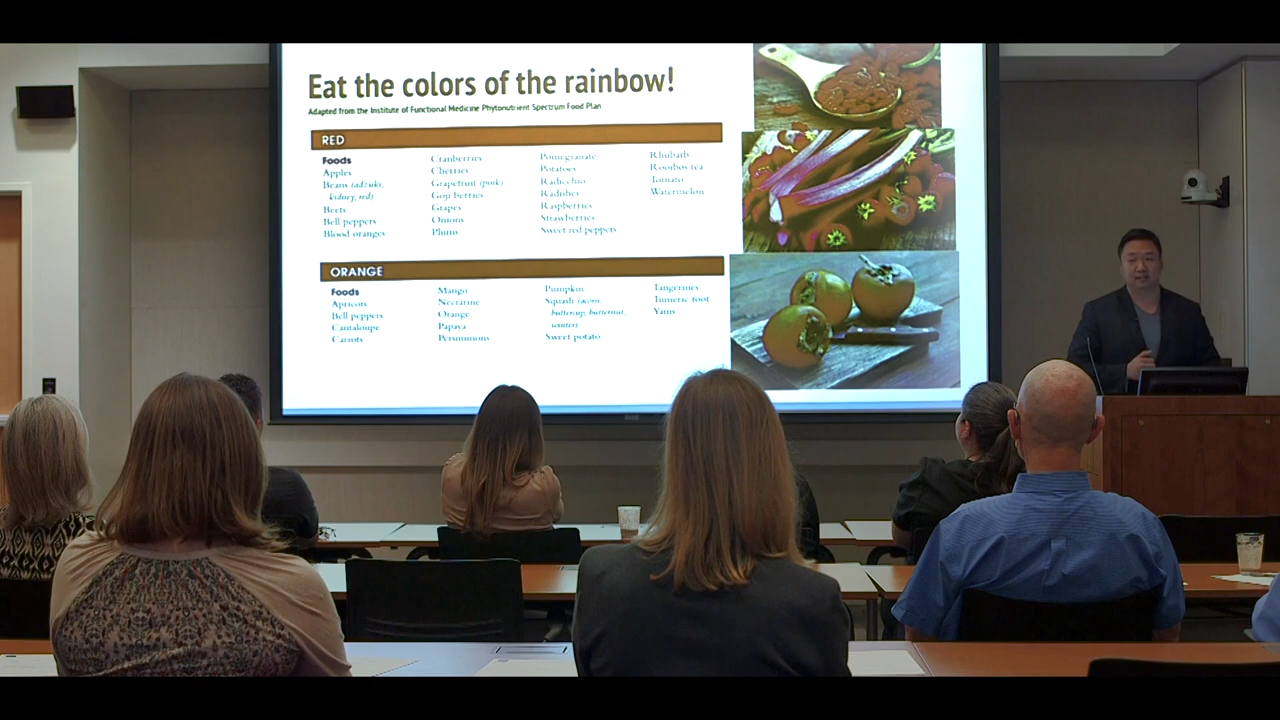 Eat the colors of the rainbow!
Adapted from the Institute of Functional Medicine Phytonutrient Spectrum Food Plan
RED
Foods
Apples
Beans (adzuki,
kidney, red)
Beets
Bell peppers
Blood oranges
Cranberries
Cherries
Grapefruit (pink)
Goji berries
Grapes
Onions
Plums
Pomegranate
Potatoes
Radicchio
Radishes
Raspberries
Strawberries
Sweet red peppers
Rhubarb
Rooibos tea
Tomato
Watermelon
ORANGE
Foods
Apricots
Bell peppers
Cantaloupe
Carrots
Mango
Nectarine
Orange
Papaya
Persimmons
Pumpkin
Squash (acorn,
buttercup, butternut,
winter)
Sweet potato
Tangerines
Tumeric root
Yams